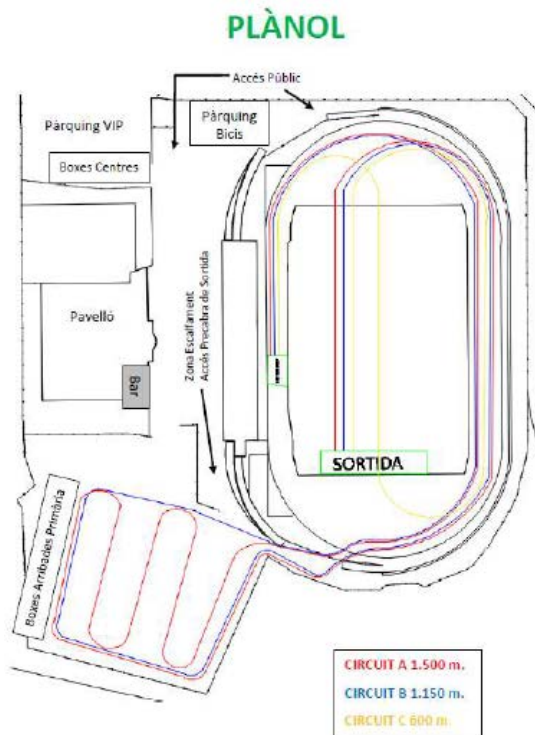 PLÀNOL
Accés Públic
Pàrquing VIP
Pàrquing
Bicis
Boxes Centres
Pavelló
Bar
Zona Escalfament
Accés Precabra de Sortida
SORTIDA
Boxes Arribades Primària
CIRCUIT A 1.500 m.
CIRCUIT B 1.150 m.
CIRCUIT C 600 m.